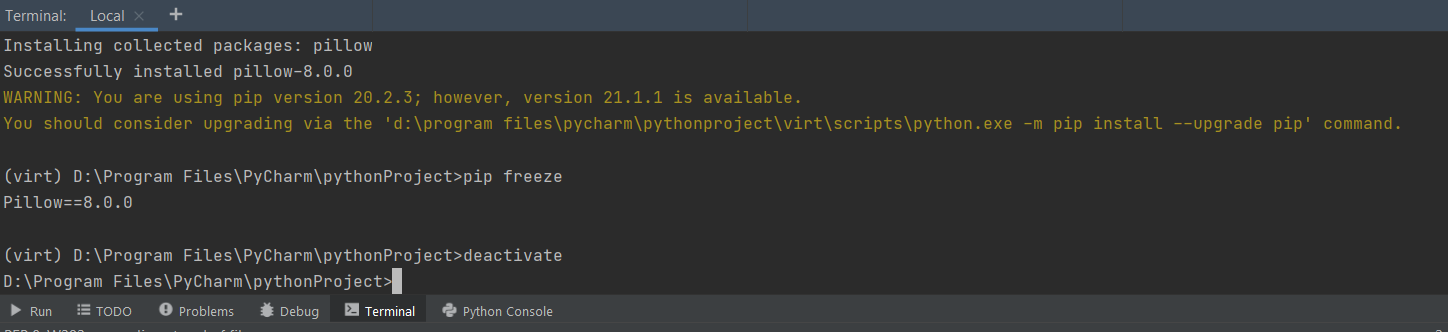 Terminal: Local × +
Installing collected packages: pillow
Successfully installed pillow-8.0.0
WARNING: You are using pip version 20.2.3; however, version 21.1.1 is available.
You should consider upgrading via the 'd:\program files\pycharm\pythonproject\virt\scripts\python.exe -m pip install --upgrade pip' command.
(virt) D:\Program Files\PyCharm\pythonProject>pip freeze
Pillow==8.0.0
(virt) D:\Program Files\PyCharm\pythonProject>deactivate
D:\Program Files\PyCharm\pythonProject>
Run TODO Problems Debug Terminal Python Console